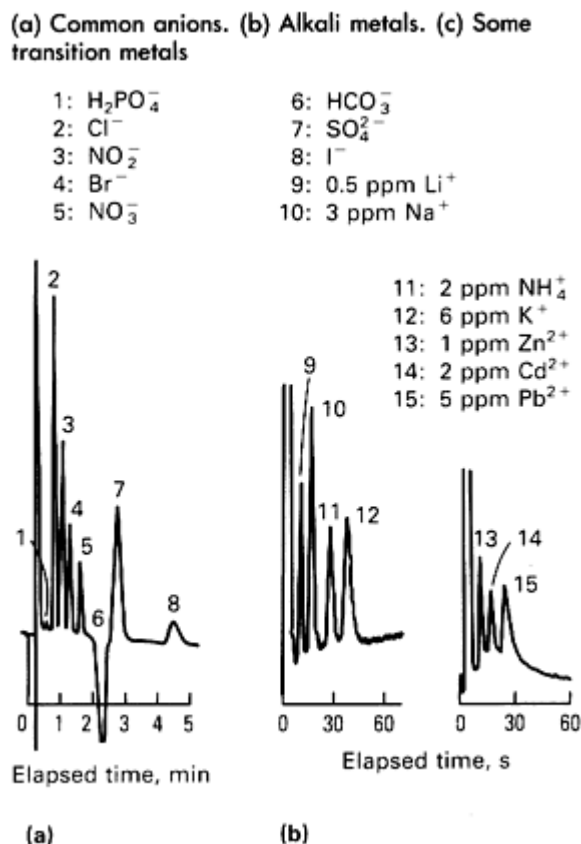 (a) Common anions. (b) Alkali metals. (c) Some
transition metals
1: H₂PO₄⁻
2: Cl⁻
3: NO₂⁻
4: Br⁻
5: NO₃⁻
6: HCO₃⁻
7: SO₄²⁻
8: I⁻
9: 0.5 ppm Li⁺
10: 3 ppm Na⁺
11: 2 ppm NH₄⁺
12: 6 ppm K⁺
13: 1 ppm Zn²⁺
14: 2 ppm Cd²⁺
15: 5 ppm Pb²⁺
1
2
3
4
5
6
7
8
0 1 2 3 4 5
Elapsed time, min
(a)
9
10
11
12
0 30 60
13
14
15
0 30 60
Elapsed time, s
(b)